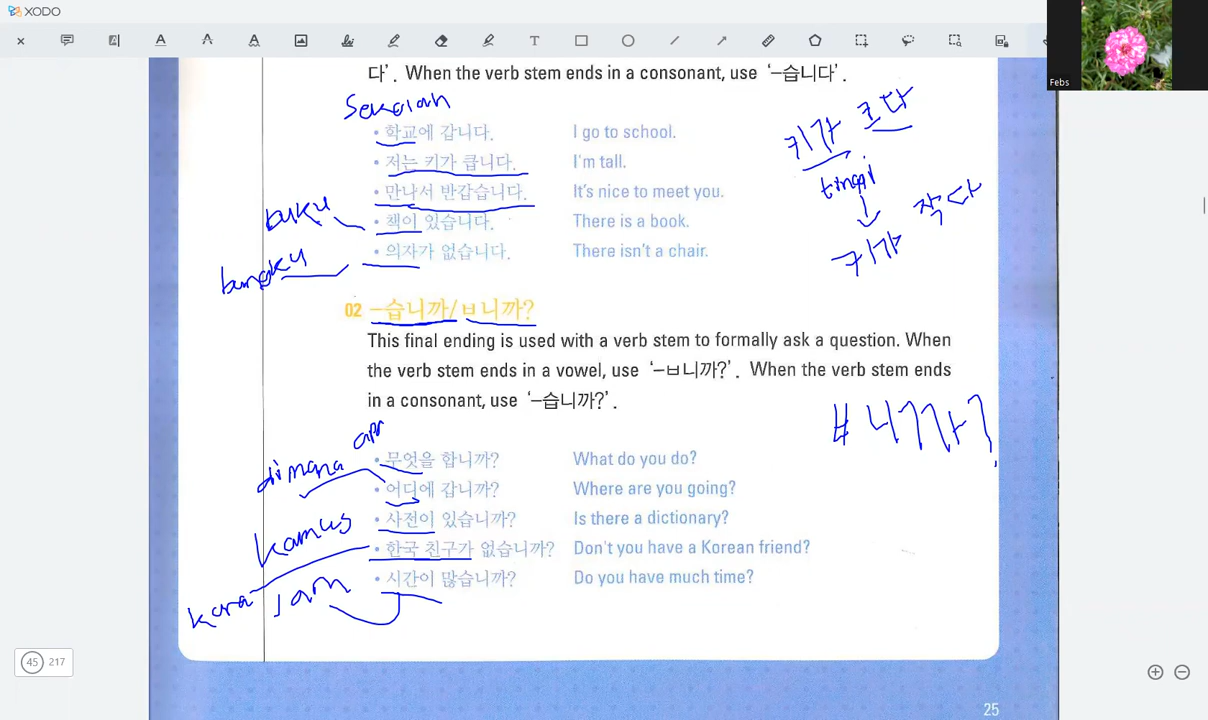 XODO
Febs
다’. When the verb stem ends in a consonant, use ‘–습니다’.
Sekolah
• 학교에 갑니다. I go to school.
키가 크다
• 저는 키가 큽니다. I'm tall.
tinggi
• 만나서 반갑습니다. It's nice to meet you.
작다
buku
• 책이 있습니다. There is a book.
키가
bangku
• 의자가 없습니다. There isn't a chair.
02 –습니까/ㅂ니까?
This final ending is used with a verb stem to formally ask a question. When
the verb stem ends in a vowel, use ‘–ㅂ니까?’. When the verb stem ends
in a consonant, use ‘–습니까?’.
ㅂ니까?
apa
• 무엇을 합니까? What do you do?
dimana
• 어디에 갑니까? Where are you going?
kamus
• 사전이 있습니까? Is there a dictionary?
• 한국 친구가 없습니까? Don't you have a Korean friend?
jam
• 시간이 많습니까? Do you have much time?
45 217
25